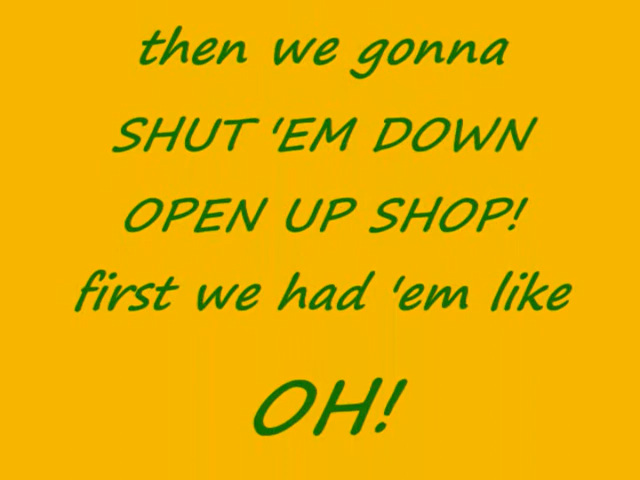 then we gonna
SHUT 'EM DOWN
OPEN UP SHOP!
first we had 'em like
OH!